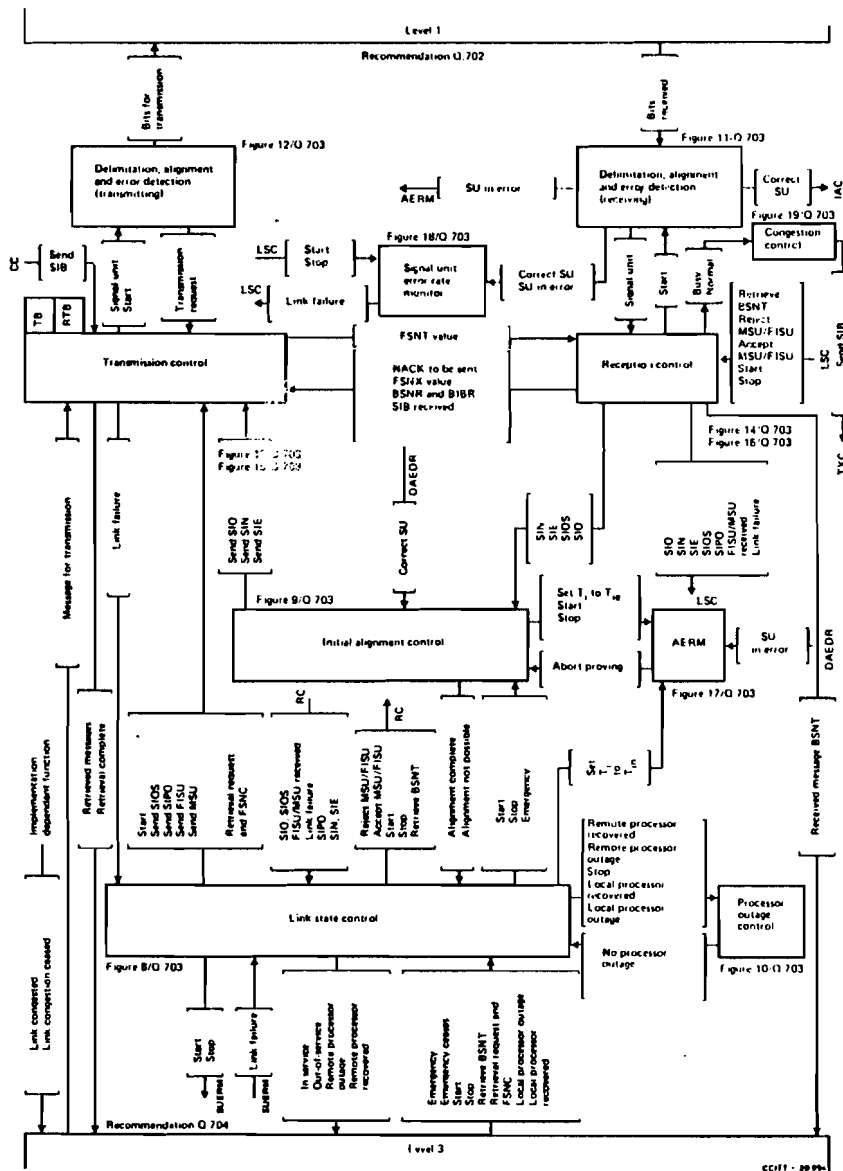 Level 1
Recommendation Q.702
Bits for
transmission
Bits
received
Figure 12/Q 703
Figure 11/Q 703
Delimitation, alignment
and error detection
(transmitting)
Delimitation, alignment
and error detection
(receiving)
SU in error
AERM
Correct
SU
IAC
Figure 19/Q 703
Congestion
control
CC
Send
SIB
Signal unit
Start
Transmission
request
LSC
Start
Stop
Figure 18/Q 703
Signal unit
error rate
monitor
LSC
Link failure
Correct SU
SU in error
Signal unit
Start
Busy
Normal
Retrieve
BSNT
Reject
MSU/FISU
Accept
MSU/FISU
Start
Stop
LSC
Send SIB
TXC
TB
RTB
Transmission control
FSNT value
NACK to be sent
FSNX value
BSNR and BIBR
SIB received
Reception control
Figure 14/Q 703
Figure 16/Q 703
DAEDR
Correct SU
Message for transmission
Link failure
Send SIO
Send SIN
Send SIE
SIN
SIE
SIOS
SIO
SIO
SIN
SIE
SIOS
SIPO
FISU/MSU
received
Link failure
LSC
Figure 9/Q 703
Initial alignment control
Set Ti to Tie
Start
Stop
Abort proving
AERM
Figure 17/Q 703
SU
in error
DAEDR
Implementation
dependent function
Retrieved messages
Retrieval complete
Start
Send SIOS
Send SIPO
Send FISU
Send MSU
Retrieval request
and FSNC
RC
SIO, SIOS
FISU/MSU received
Link failure
SIPO
SIN, SIE
RC
Reject MSU/FISU
Accept MSU/FISU
Start
Stop
Retrieve BSNT
Alignment complete
Alignment not possible
Start
Stop
Emergency
Set
Ti to Tin
Received message BSNT
Remote processor
recovered
Remote processor
outage
Stop
Local processor
recovered
Local processor
outage
Link state control
Figure 8/Q 703
No processor
outage
Processor
outage
control
Figure 10/Q 703
Link congested
Link congestion ceased
Start
Stop
SUERM
Link failure
SUERM
In service
Out-of-service
Remote processor
outage
Remote processor
recovered
Emergency
Emergency ceases
Start
Stop
Retrieve BSNT
Retrieval request and
FSNC
Local processor outage
Local processor
recovered
Recommendation Q 704
Level 3